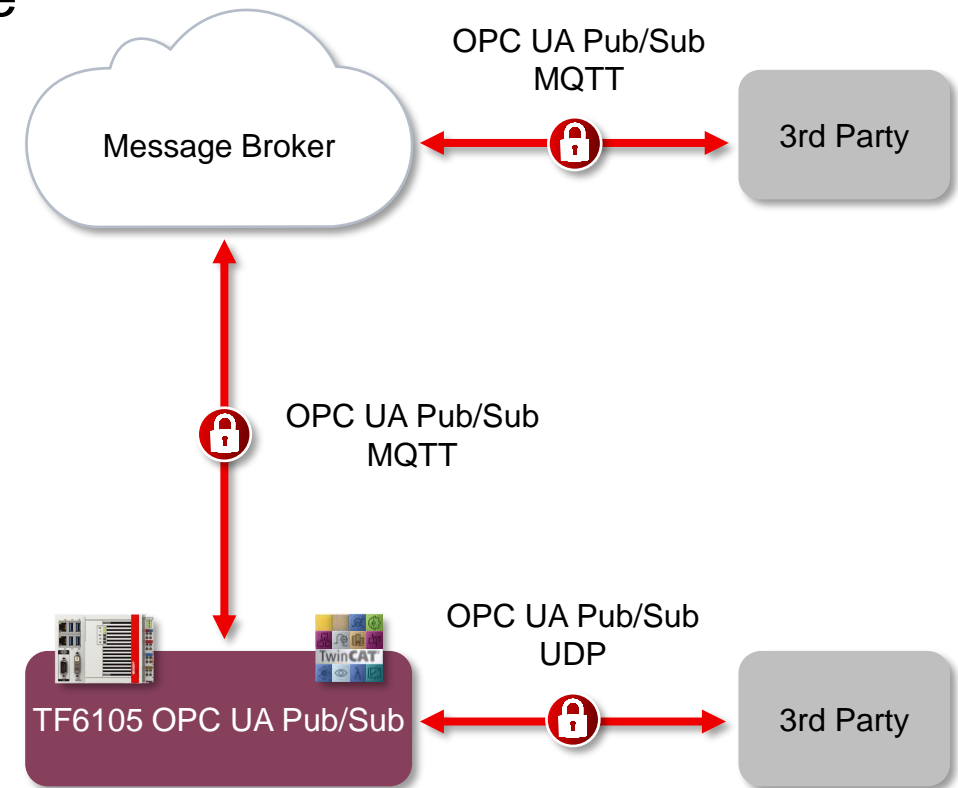 e
OPC UA Pub/Sub
MQTT
Message Broker
3rd Party
OPC UA Pub/Sub
MQTT
OPC UA Pub/Sub
UDP
TwinCAT
TF6105 OPC UA Pub/Sub
3rd Party